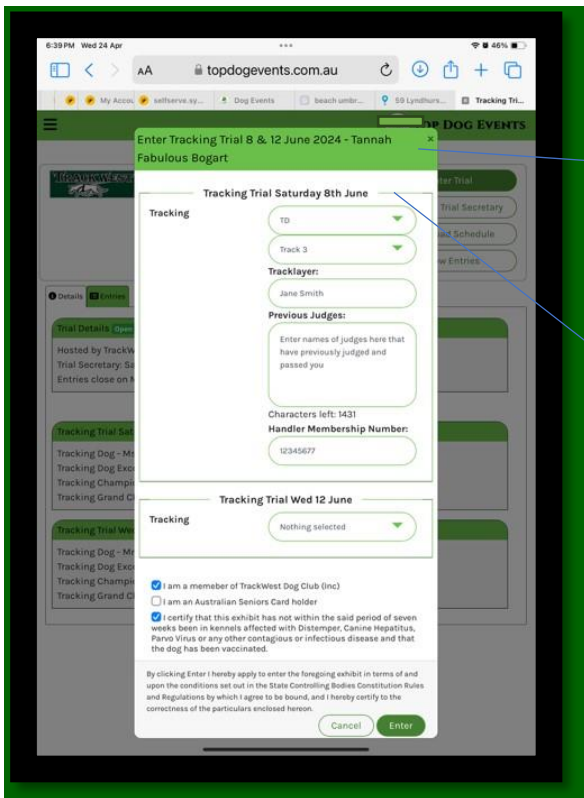 6:39 PM Wed 24 Apr
46%
AA
topdogevents.com.au
My Accou
selfserve.sy...
Dog Events
beach umbr...
59 Lyndhurs...
Tracking Tri...
OP DOG EVENTS
Enter Tracking Trial 8 & 12 June 2024 - Tannah
Fabulous Bogart
×
TRACKWEST
ter Trial
Trial Secretary
ad Schedule
w Entries
Tracking Trial Saturday 8th June
Tracking
TD
Track 3
Tracklayer:
Jane Smith
Previous Judges:
Enter names of judges here that
have previously judged and
passed you
Characters left: 1431
Handler Membership Number:
12345677
Details
Entries
Trial Details Open
Hosted by TrackW
Trial Secretary: Sa
Entries close on M
Tracking Trial Sat
Tracking Dog - Ms
Tracking Dog Exce
Tracking Champi
Tracking Grand C
Tracking Trial Wed 12 June
Tracking
Nothing selected
Tracking Trial We
Tracking Dog - Mr
Tracking Dog Exc
Tracking Champi
Tracking Grand C
I am a memeber of TrackWest Dog Club (Inc)
I am an Australian Seniors Card holder
I certify that this exhibit has not within the said period of seven
weeks been in kennels affected with Distemper, Canine Hepatitus,
Parvo Virus or any other contagious or infectious disease and that
the dog has been vaccinated.
By clicking Enter I hereby apply to enter the foregoing exhibit in terms of and
upon the conditions set out in the State Controlling Bodies Constitution Rules
and Regulations by which I agree to be bound, and I hereby certify to the
correctness of the particulars enclosed hereon.
Cancel
Enter